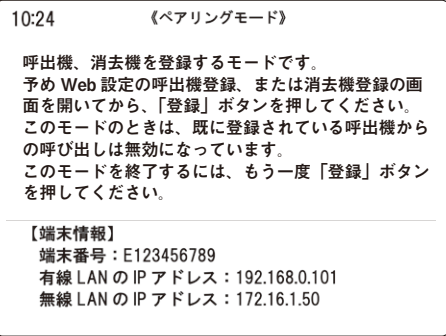 10:24 《ペアリングモード》
呼出機、消去機を登録するモードです。
予め Web 設定の呼出機登録、または消去機登録の画
面を開いてから、「登録」ボタンを押してください。
このモードのときは、既に登録されている呼出機から
の呼び出しは無効になっています。
このモードを終了するには、もう一度「登録」ボタン
を押してください。
【端末情報】
端末番号：E123456789
有線 LAN の IP アドレス：192.168.0.101
無線 LAN の IP アドレス：172.16.1.50